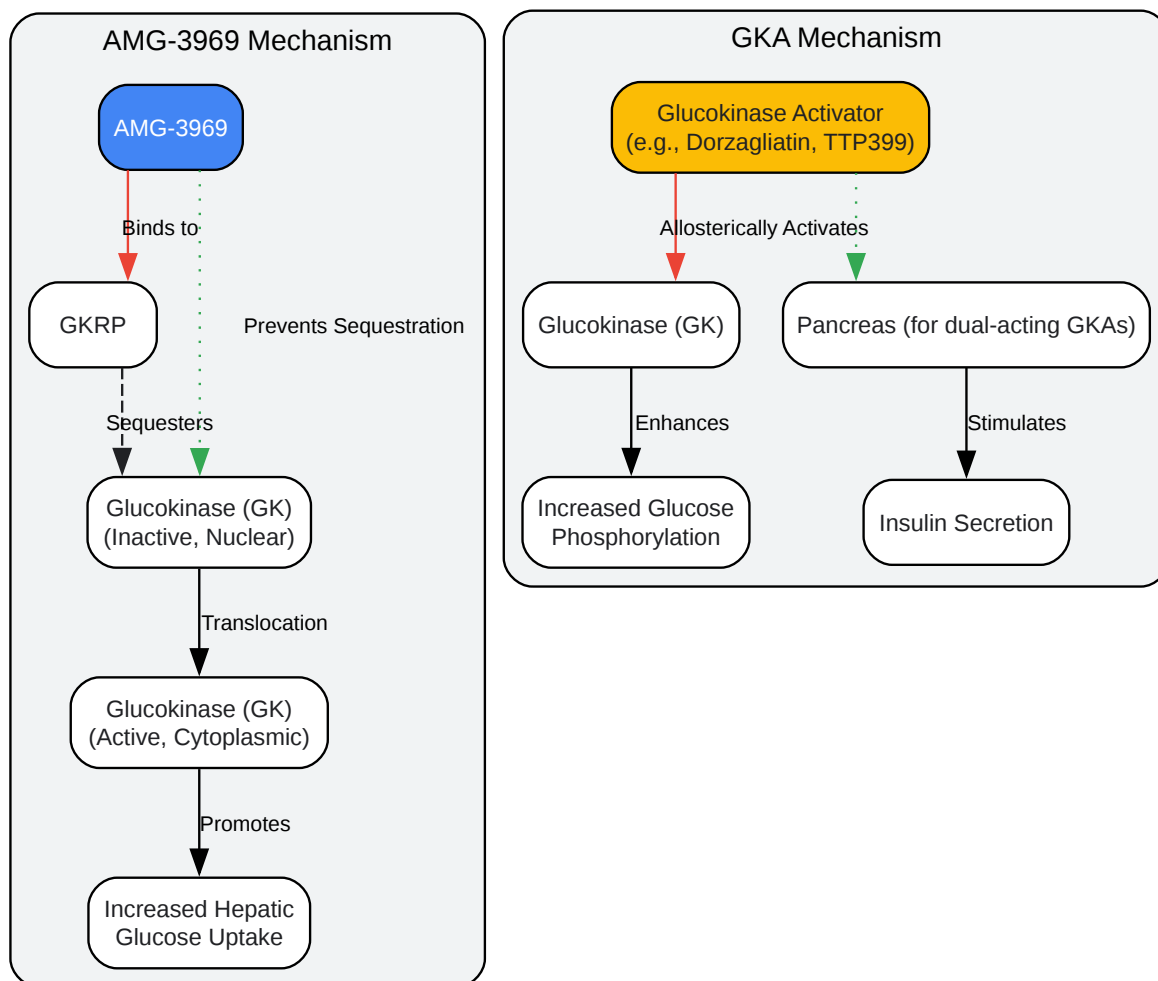 AMG-3969 Mechanism
AMG-3969
Binds to
GKRP
Prevents Sequestration
Sequesters
Glucokinase (GK)
(Inactive, Nuclear)
Translocation
Glucokinase (GK)
(Active, Cytoplasmic)
Promotes
Increased Hepatic
Glucose Uptake
GKA Mechanism
Glucokinase Activator
(e.g., Dorzagliatin, TTP399)
Allosterically Activates
Glucokinase (GK)
Pancreas (for dual-acting GKAs)
Enhances
Stimulates
Increased Glucose
Phosphorylation
Insulin Secretion